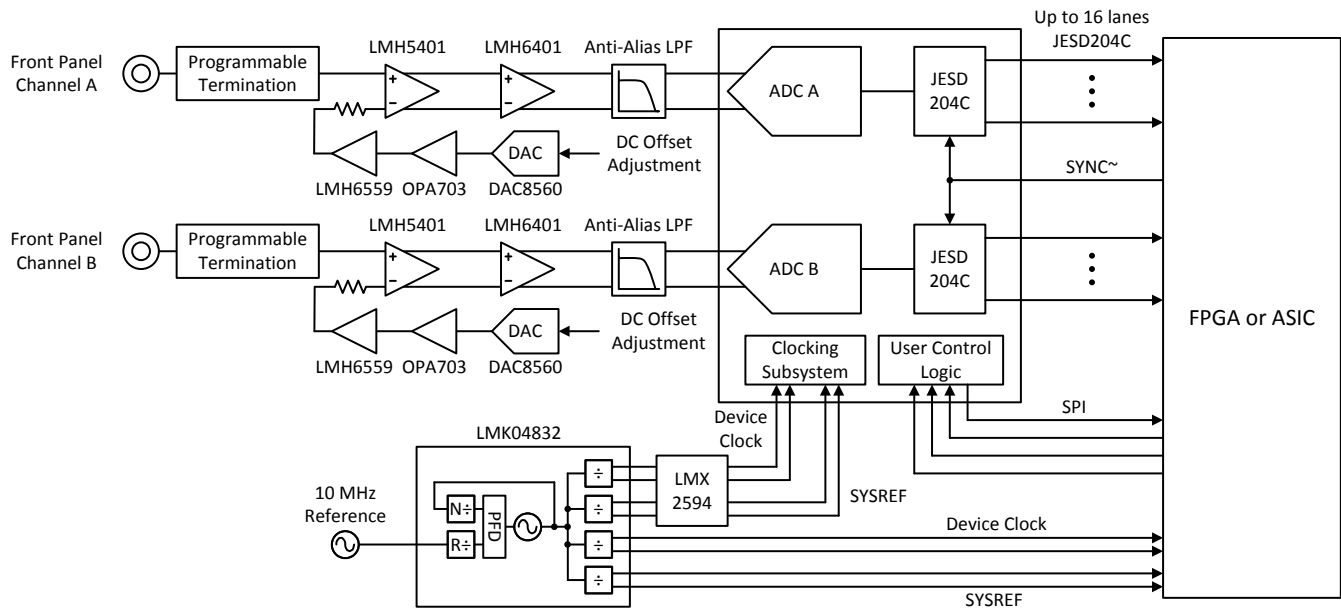 Up to 16 lanes
JESD204C
Front Panel
Channel A
Programmable
Termination
LMH5401
LMH6401
Anti-Alias LPF
+
−
+
−
ADC A
JESD
204C
LMH6559
OPA703
DAC
DAC8560
DC Offset
Adjustment
SYNC~
Front Panel
Channel B
Programmable
Termination
LMH5401
LMH6401
Anti-Alias LPF
+
−
+
−
ADC B
JESD
204C
LMH6559
OPA703
DAC
DAC8560
DC Offset
Adjustment
FPGA or ASIC
Clocking
Subsystem
User Control
Logic
SPI
Device
Clock
LMK04832
÷
÷
÷
÷
LMX
2594
SYSREF
10 MHz
Reference
N÷
R÷
PFD
Device Clock
SYSREF